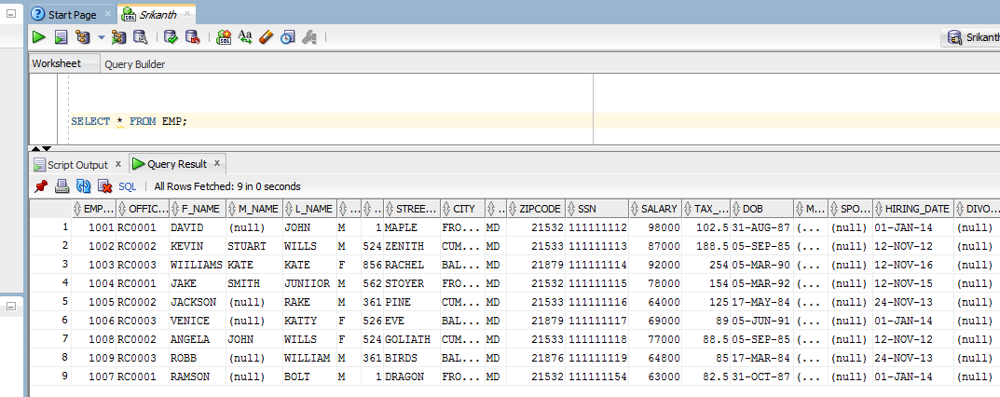 Start Page Srikanth
SQL Aa Srikanth
Worksheet Query Builder
SELECT * FROM EMP;
Script Output x Query Result x
SQL | All Rows Fetched: 9 in 0 seconds
EMP... OFFIC... F_NAME M_NAME L_NAME ... ... STREE... CITY ... ZIPCODE SSN SALARY TAX_... DOB M... SPO... HIRING_DATE DIVO...
1 1001 RC0001 DAVID (null) JOHN M 1 MAPLE FRO... MD 21532 111111112 98000 102.5 31-AUG-87 (... (null) 01-JAN-14 (null)
2 1002 RC0002 KEVIN STUART WILLS M 524 ZENITH CUM... MD 21533 111111113 87000 188.5 05-SEP-85 (... (null) 12-NOV-12 (null)
3 1003 RC0003 WIILIAMS KATE KATE F 856 RACHEL BAL... MD 21879 111111114 92000 254 05-MAR-90 (... (null) 12-NOV-16 (null)
4 1004 RC0001 JAKE SMITH JUNIIOR M 562 STOYER FRO... MD 21532 111111115 78000 154 05-MAR-92 (... (null) 12-NOV-15 (null)
5 1005 RC0002 JACKSON (null) RAKE M 361 PINE CUM... MD 21533 111111116 64000 125 17-MAY-84 (... (null) 24-NOV-13 (null)
6 1006 RC0003 VENICE (null) KATTY F 526 EVE BAL... MD 21879 111111117 69000 89 05-JUN-91 (... (null) 01-JAN-14 (null)
7 1008 RC0002 ANGELA JOHN WILLS F 524 GOLIATH CUM... MD 21533 111111118 77000 88.5 05-SEP-85 (... (null) 12-NOV-12 (null)
8 1009 RC0003 ROBB (null) WILLIAM M 361 BIRDS BAL... MD 21876 111111119 64800 85 17-MAR-84 (... (null) 24-NOV-13 (null)
9 1007 RC0001 RAMSON (null) BOLT M 1 DRAGON FRO... MD 21532 111111154 63000 82.5 31-OCT-87 (... (null) 01-JAN-14 (null)